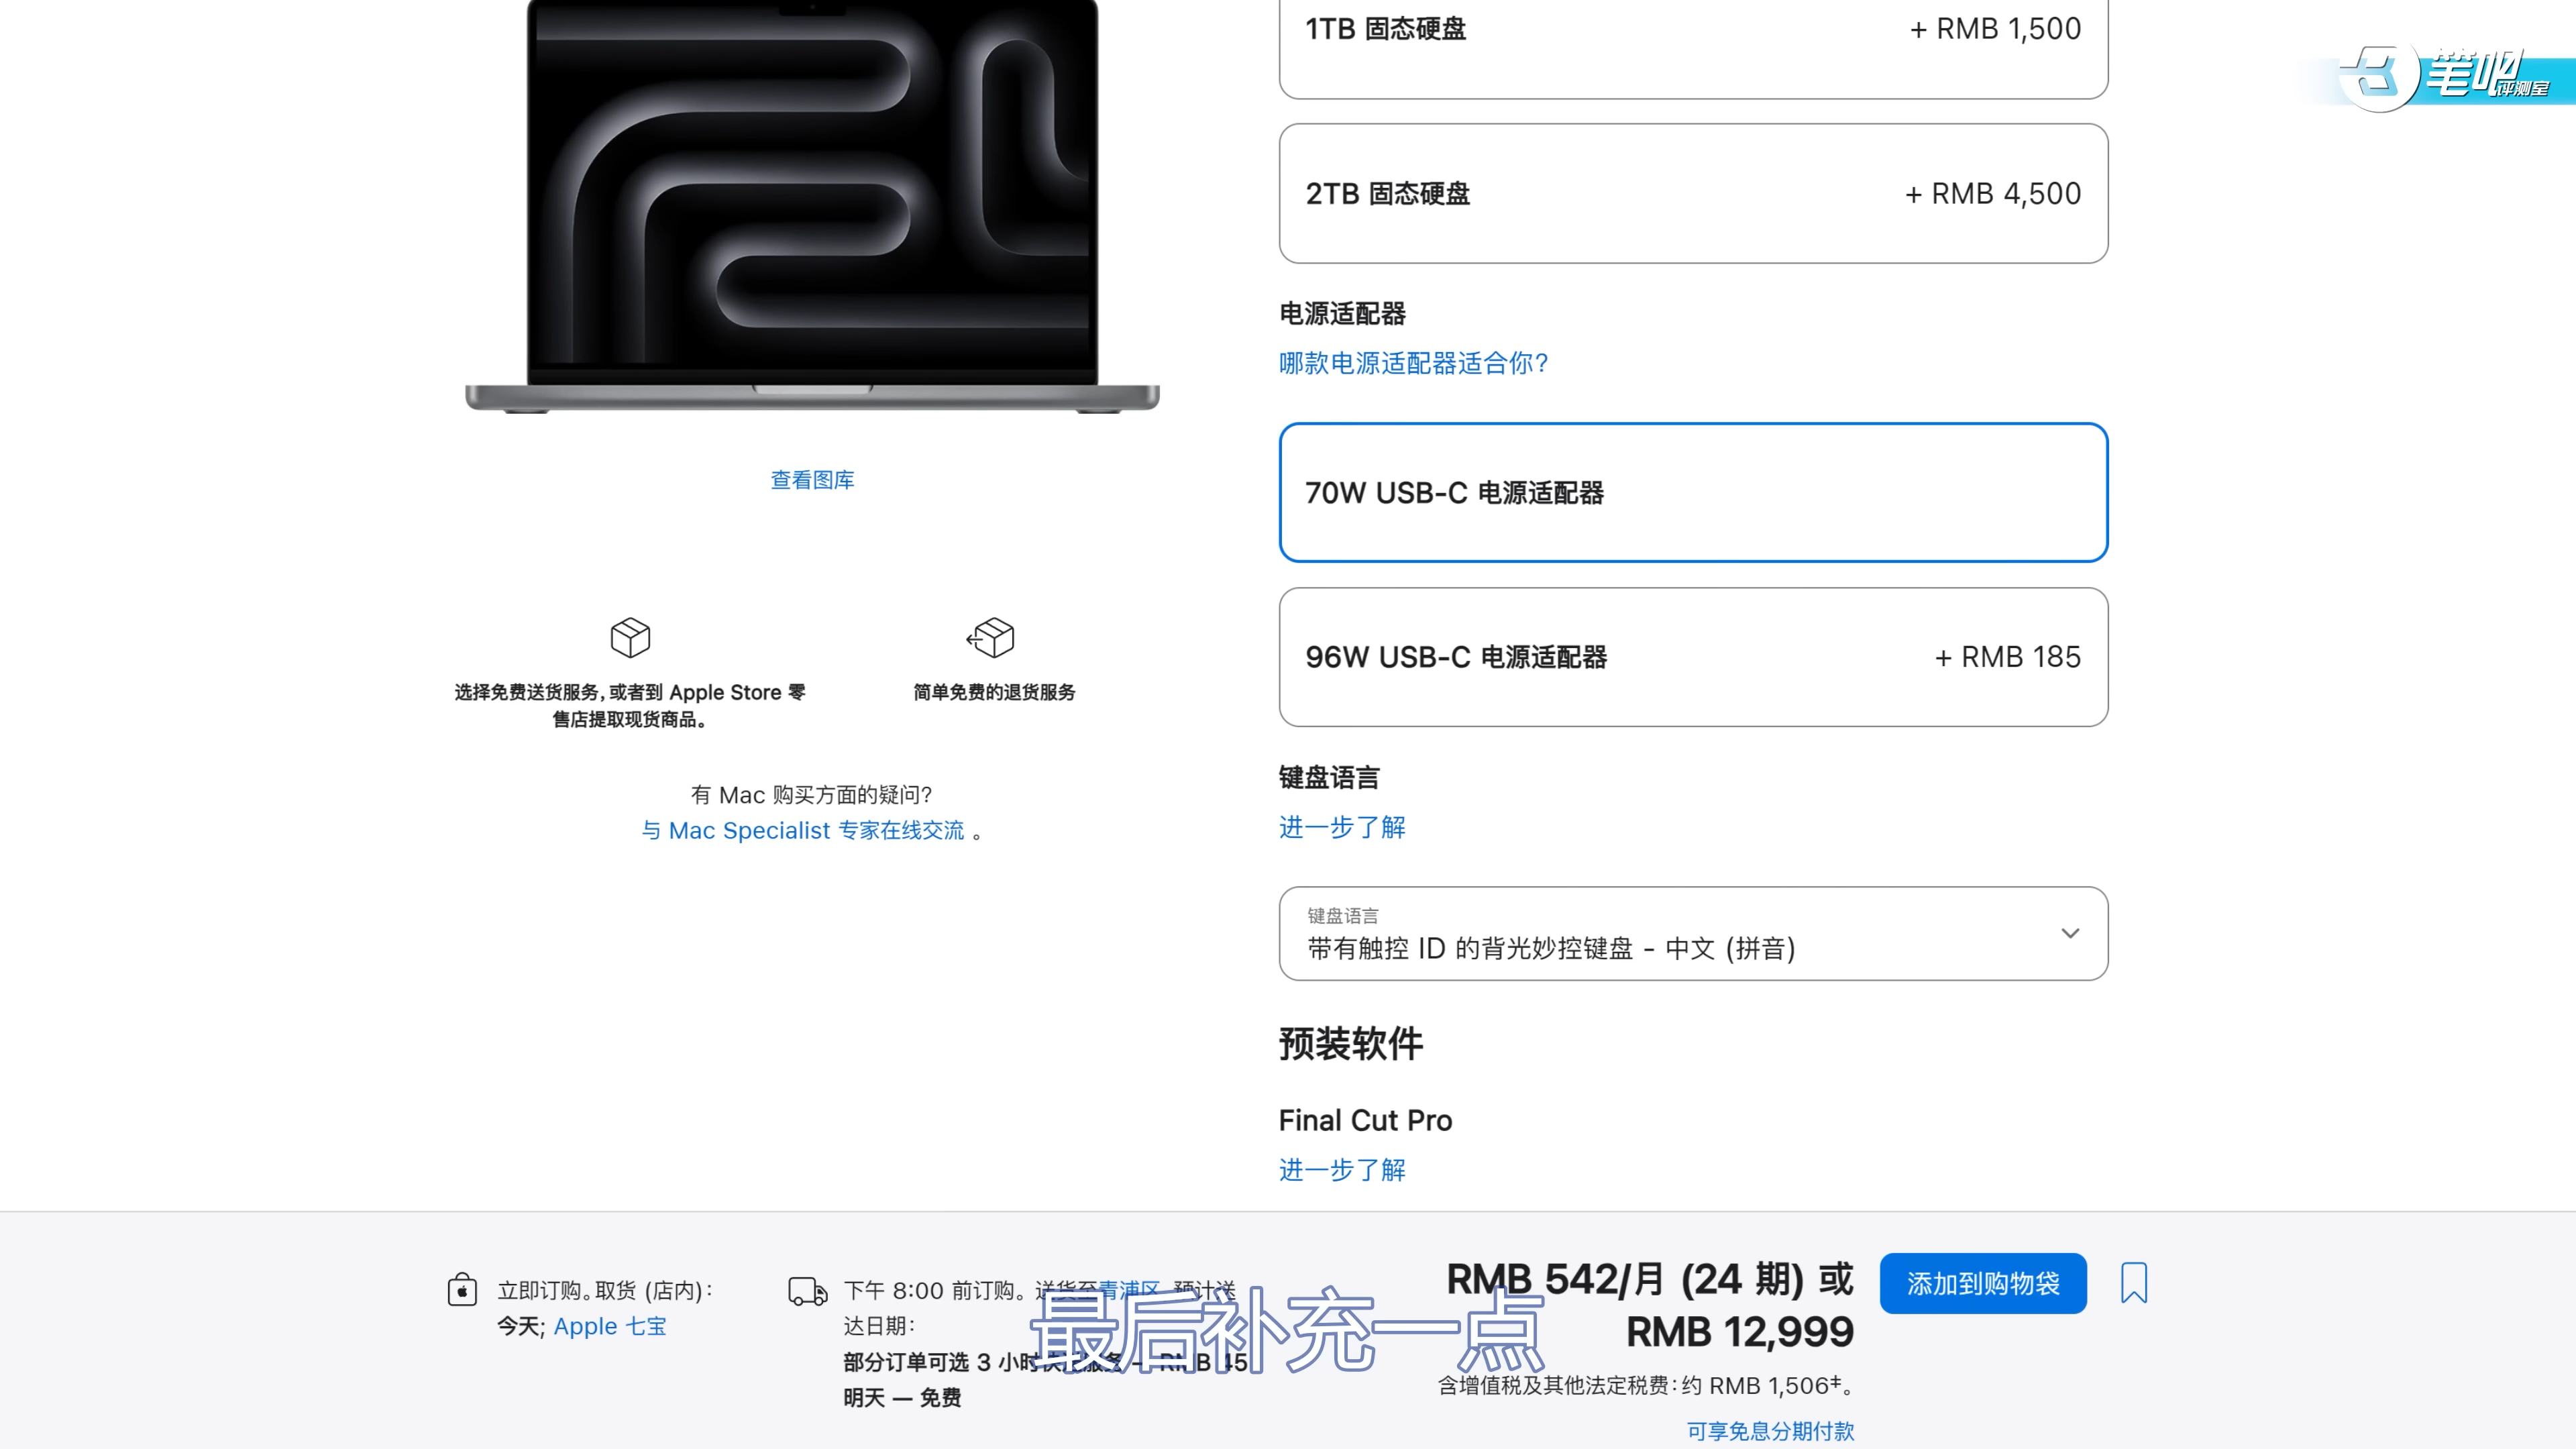 1TB 固态硬盘
+ RMB 1,500
笔吧评测室
2TB 固态硬盘
+ RMB 4,500
电源适配器
哪款电源适配器适合你？
70W USB-C 电源适配器
96W USB-C 电源适配器
+ RMB 185
键盘语言
进一步了解
键盘语言
带有触控 ID 的背光妙控键盘 - 中文 (拼音)
预装软件
Final Cut Pro
进一步了解
查看图库
选择免费送货服务，或者到 Apple Store 零
售店提取现货商品。
简单免费的退货服务
有 Mac 购买方面的疑问？
与 Mac Specialist 专家在线交流 。
立即订购。取货 (店内)：
今天; Apple 七宝
下午 8:00 前订购。送货至青浦区 预计送
达日期：
部分订单可选 3 小时快送服务 — RMB 45
明天 — 免费
最后补充一点
RMB 542/月 (24 期) 或
RMB 12,999
含增值税及其他法定税费：约 RMB 1,506‡。
可享免息分期付款
添加到购物袋